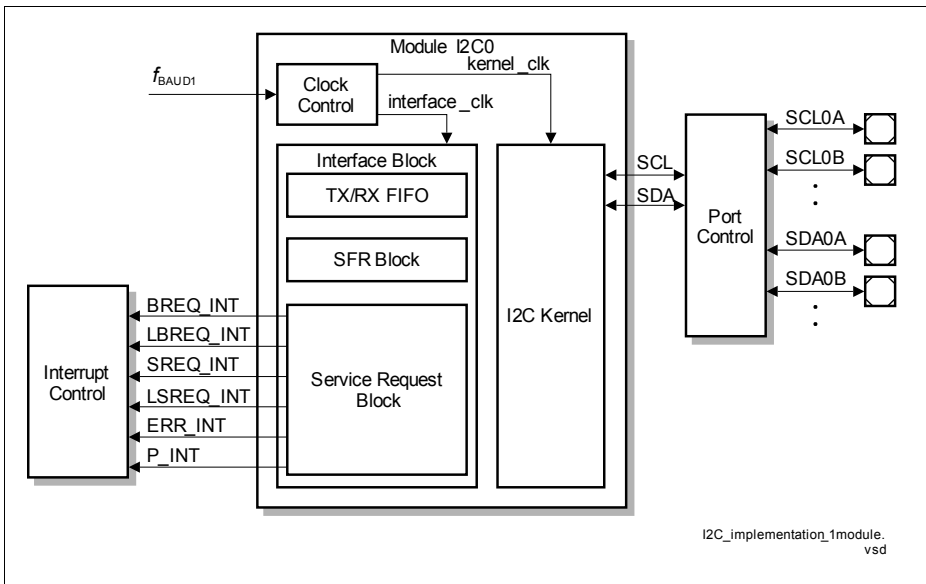 Module I2C0
kernel_clk
fBAUD1
Clock
Control
interface_clk
Interface Block
TX/RX FIFO
SFR Block
Service Request
Block
I2C Kernel
BREQ_INT
LBREQ_INT
SREQ_INT
LSREQ_INT
ERR_INT
P_INT
Interrupt
Control
SCL
SDA
Port
Control
SCL0A
SCL0B
SDA0A
SDA0B
I2C_implementation_1module.
vsd